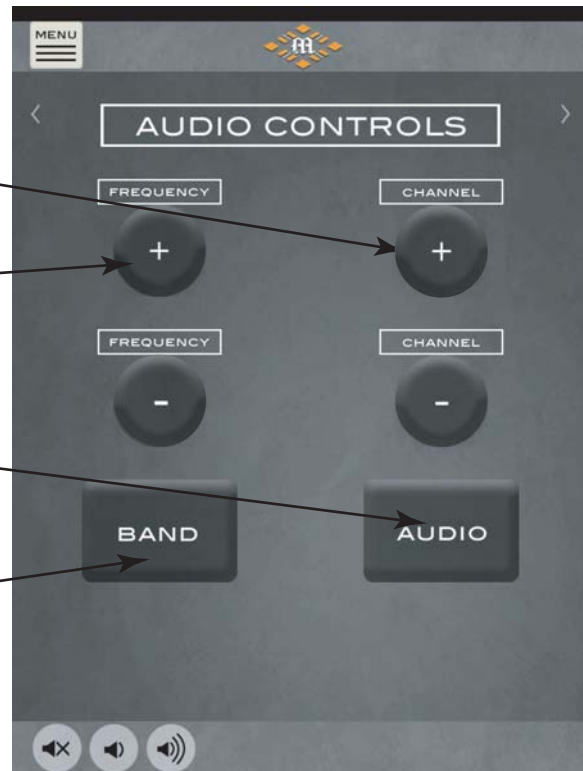 MENU
m
AUDIO CONTROLS
FREQUENCY CHANNEL
+ +
FREQUENCY CHANNEL
- -
BAND AUDIO